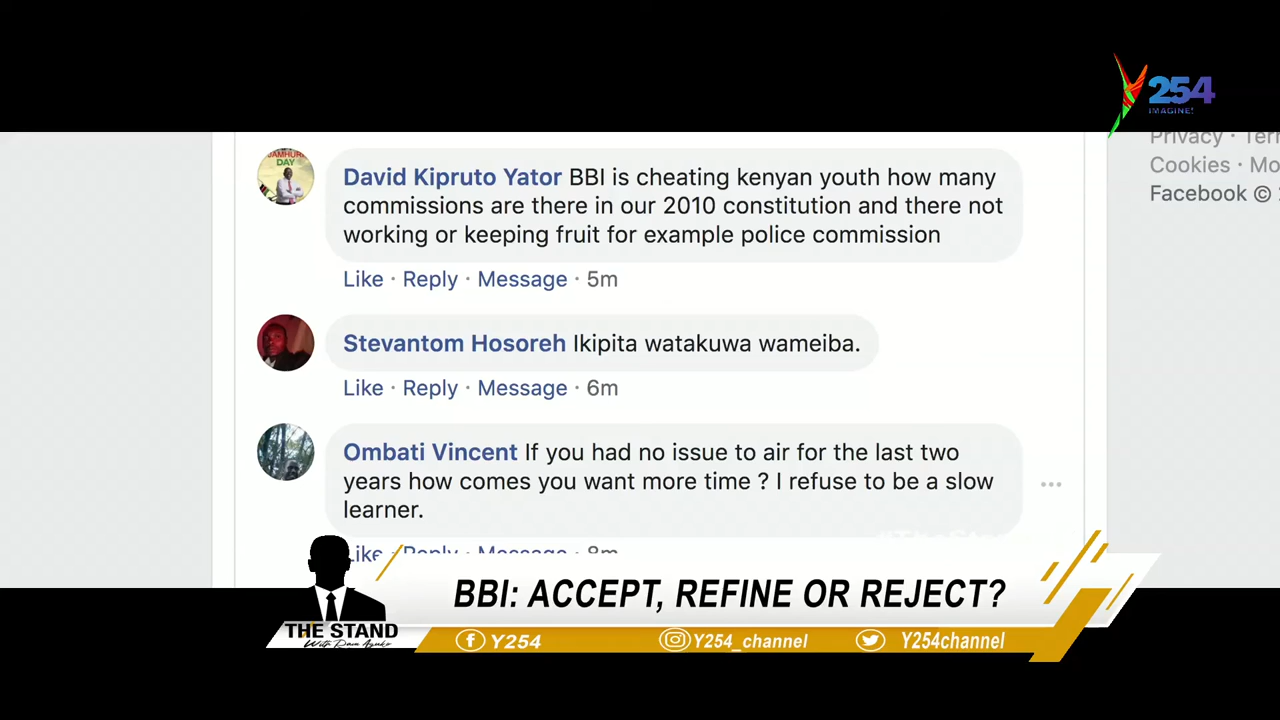 254
IMAGINE!
Privacy · Ter
Cookies · Mo
Facebook ©
JAMHURI
DAY
David Kipruto Yator BBI is cheating kenyan youth how many
commissions are there in our 2010 constitution and there not
working or keeping fruit for example police commission
Like · Reply · Message · 5m
Stevantom Hosoreh Ikipita watakuwa wameiba.
Like · Reply · Message · 6m
Ombati Vincent If you had no issue to air for the last two
years how comes you want more time ? I refuse to be a slow
learner.
Like · Reply · Message · 8m
BBI: ACCEPT, REFINE OR REJECT?
THE STAND
Y254
Y254_channel
Y254channel